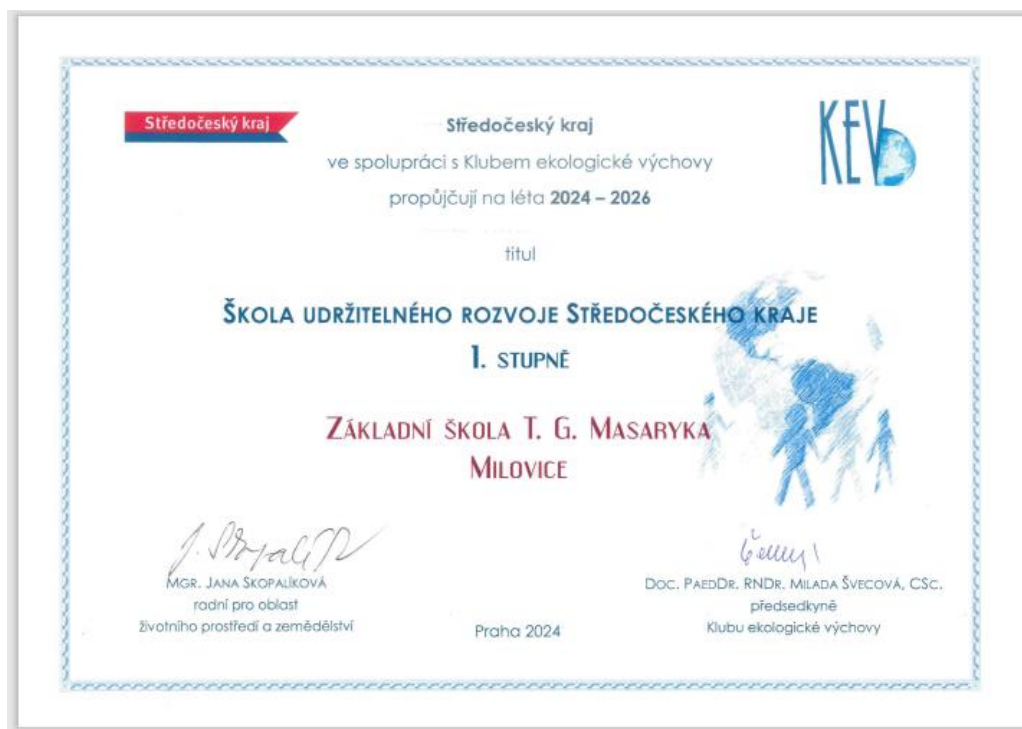 Středočeský kraj
KEV
Středočeský kraj
ve spolupráci s Klubem ekologické výchovy
propůjčují na léta 2024 – 2026
titul
ŠKOLA UDRŽITELNÉHO ROZVOJE STŘEDOČESKÉHO KRAJE
1. STUPNĚ
ZÁKLADNÍ ŠKOLA T. G. MASARYKA
MILOVICE
MGR. JANA SKOPALÍKOVÁ
radní pro oblast
životního prostředí a zemědělství
Praha 2024
DOC. PAEDDR. RNDR. MILADA ŠVECOVÁ, CSC.
předsedkyně
Klubu ekologické výchovy